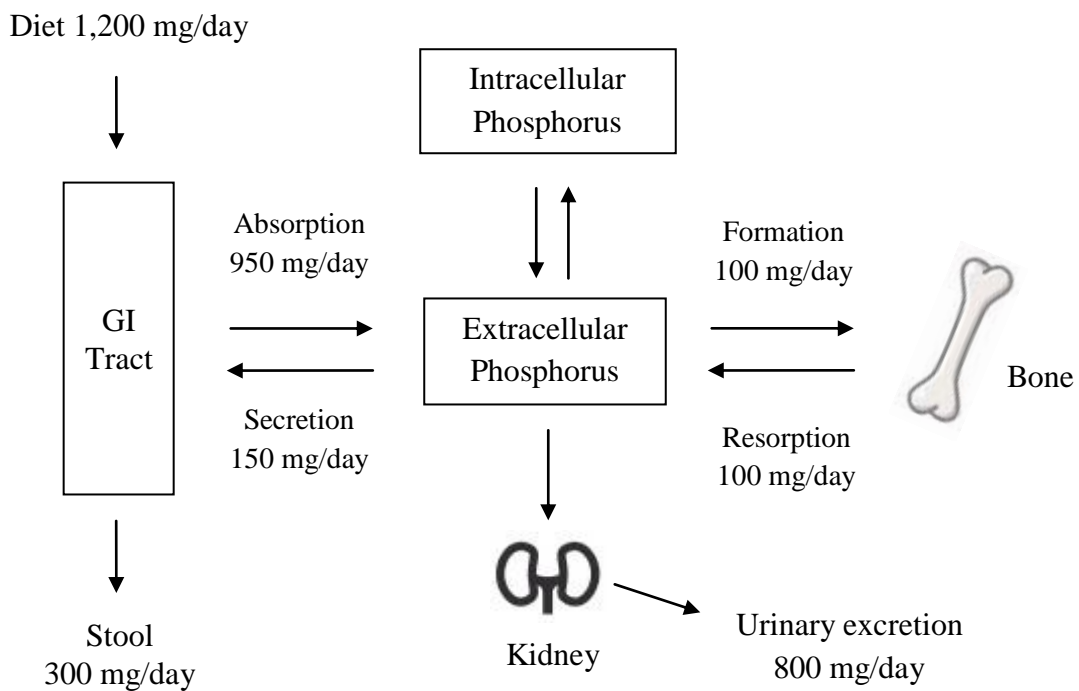 Diet 1,200 mg/day
Intracellular
Phosphorus
Absorption
950 mg/day
Formation
100 mg/day
GI
Tract
Extracellular
Phosphorus
Bone
Secretion
150 mg/day
Resorption
100 mg/day
Stool
300 mg/day
Kidney
Urinary excretion
800 mg/day